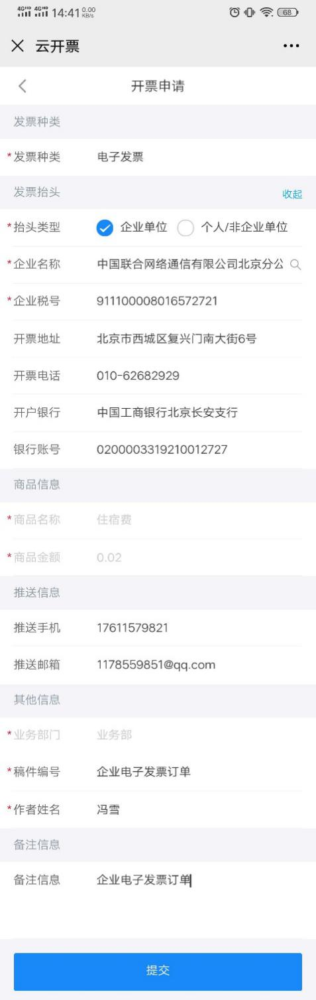 4GHD 4GHD 14:41 0.00 KB/s 68
云开票
开票申请
发票种类
*发票种类 电子发票
发票抬头 收起
*抬头类型 企业单位 个人/非企业单位
*企业名称 中国联合网络通信有限公司北京分公
*企业税号 911100008016572721
开票地址 北京市西城区复兴门南大街6号
开票电话 010-62682929
开户银行 中国工商银行北京长安支行
银行账号 0200003319210012727
商品信息
*商品名称 住宿费
*商品金额 0.02
推送信息
推送手机 17611579821
推送邮箱 1178559851@qq.com
其他信息
*业务部门 业务部
*稿件编号 企业电子发票订单
*作者姓名 冯雪
备注信息
备注信息 企业电子发票订单
提交